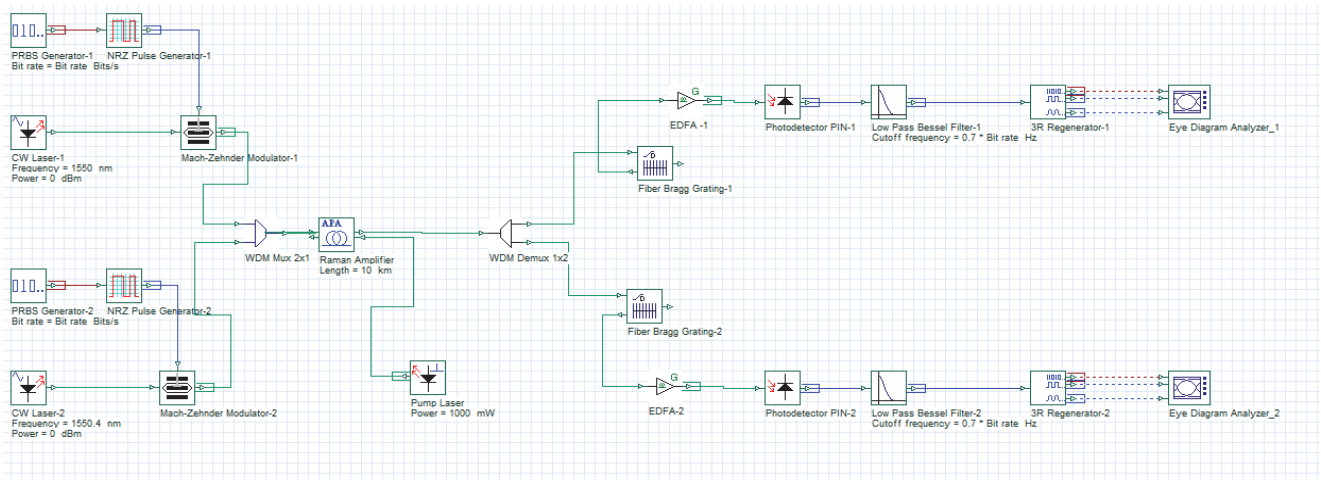 PRBS Generator-1
Bit rate = Bit rate Bits/s
NRZ Pulse Generator-1
CW Laser-1
Frequency = 1550 nm
Power = 0 dBm
Mach-Zehnder Modulator-1
WDM Mux 2x1
APA
Raman Amplifier
Length = 10 km
WDM Demux 1x2
G
EDFA -1
Fiber Bragg Grating-1
Photodetector PIN-1
Low Pass Bessel Filter-1
Cutoff frequency = 0.7 * Bit rate Hz
3R Regenerator-1
Eye Diagram Analyzer_1
PRBS Generator-2
Bit rate = Bit rate Bits/s
NRZ Pulse Generator-2
CW Laser-2
Frequency = 1550.4 nm
Power = 0 dBm
Mach-Zehnder Modulator-2
Pump Laser
Power = 1000 mW
Fiber Bragg Grating-2
G
EDFA-2
Photodetector PIN-2
Low Pass Bessel Filter-2
Cutoff frequency = 0.7 * Bit rate Hz
3R Regenerator-2
Eye Diagram Analyzer_2